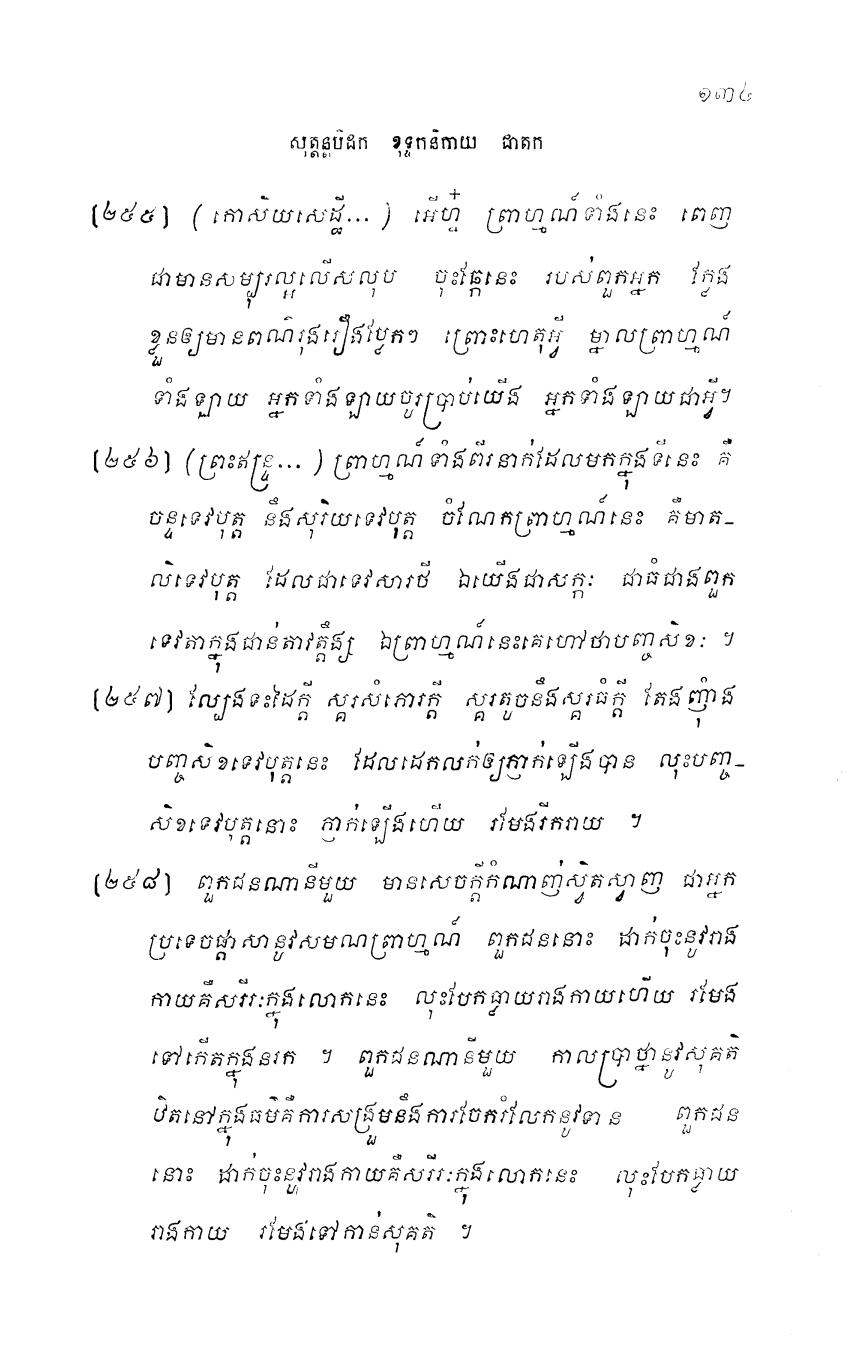 ១៣៤
សុត្តន្តបិដក ខុទ្ទកនិកាយ ជាតក
[២៥៥] (កោសិយសេដ្ឋី...) អើហ្ន៎ ព្រាហ្មណ៍ទាំងនេះ ពេញ
ជាមានសម្បុរល្អលើសលុប ចុះឆ្កែនេះ របស់ពួកអ្នក ក្លែង
ខ្លួនឲ្យមានពណ៌រុងរឿងប្លែកៗ ព្រោះហេតុអ្វី ម្នាលព្រាហ្មណ៍
ទាំងឡាយ អ្នកទាំងឡាយចូរប្រាប់យើង អ្នកទាំងឡាយជាអ្វី។
[២៥៦] (ព្រះឥន្ទ្រ...) ព្រាហ្មណ៍ទាំងពីរនាក់ដែលមកក្នុងទីនេះ គឺ
ចន្ទទេវបុត្ត នឹងសុរិយទេវបុត្ត ចំណែកព្រាហ្មណ៍នេះ គឺមាត-
លិទេវបុត្ត ដែលជាទេវសារថី ឯយើងជាសក្កៈ ជាធំជាងពួក
ទេវតាក្នុងជាន់តាវត្តឹង្ស ឯព្រាហ្មណ៍នេះគេហៅថាបញ្ចសិខៈ ។
[២៥៧] ល្បែងទះដៃក្តី ស្គរសំភោរក្តី ស្គរតូចនឹងស្គរធំក្តី តែងញ៉ាំង
បញ្ចសិខទេវបុត្តនេះ ដែលដេកលក់ឲ្យភ្ញាក់ឡើងបាន លុះបញ្ច-
សិខទេវបុត្តនោះ ភ្ញាក់ឡើងហើយ រមែងរីករាយ ។
[២៥៨] ពួកជនណានីមួយ មានសេចក្តីកំណាញ់ស្វិតស្វាញ ជាអ្នក
ប្រទេចផ្តាសានូវសមណព្រាហ្មណ៍ ពួកជននោះ ដាក់ចុះនូវរាង
កាយគឺសរីរៈក្នុងលោកនេះ លុះបែកធ្លាយរាងកាយហើយ រមែង
ទៅកើតក្នុងនរក ។ ពួកជនណានីមួយ កាលប្រាថ្នានូវសុគតិ
ឋិតនៅក្នុងធម៌គឺការសង្រួមនឹងការចែករំលែកនូវទាន ពួកជន
នោះ ដាក់ចុះនូវរាងកាយគឺសរីរៈក្នុងលោកនេះ លុះបែកធ្លាយ
រាងកាយ រមែងទៅកាន់សុគតិ ។